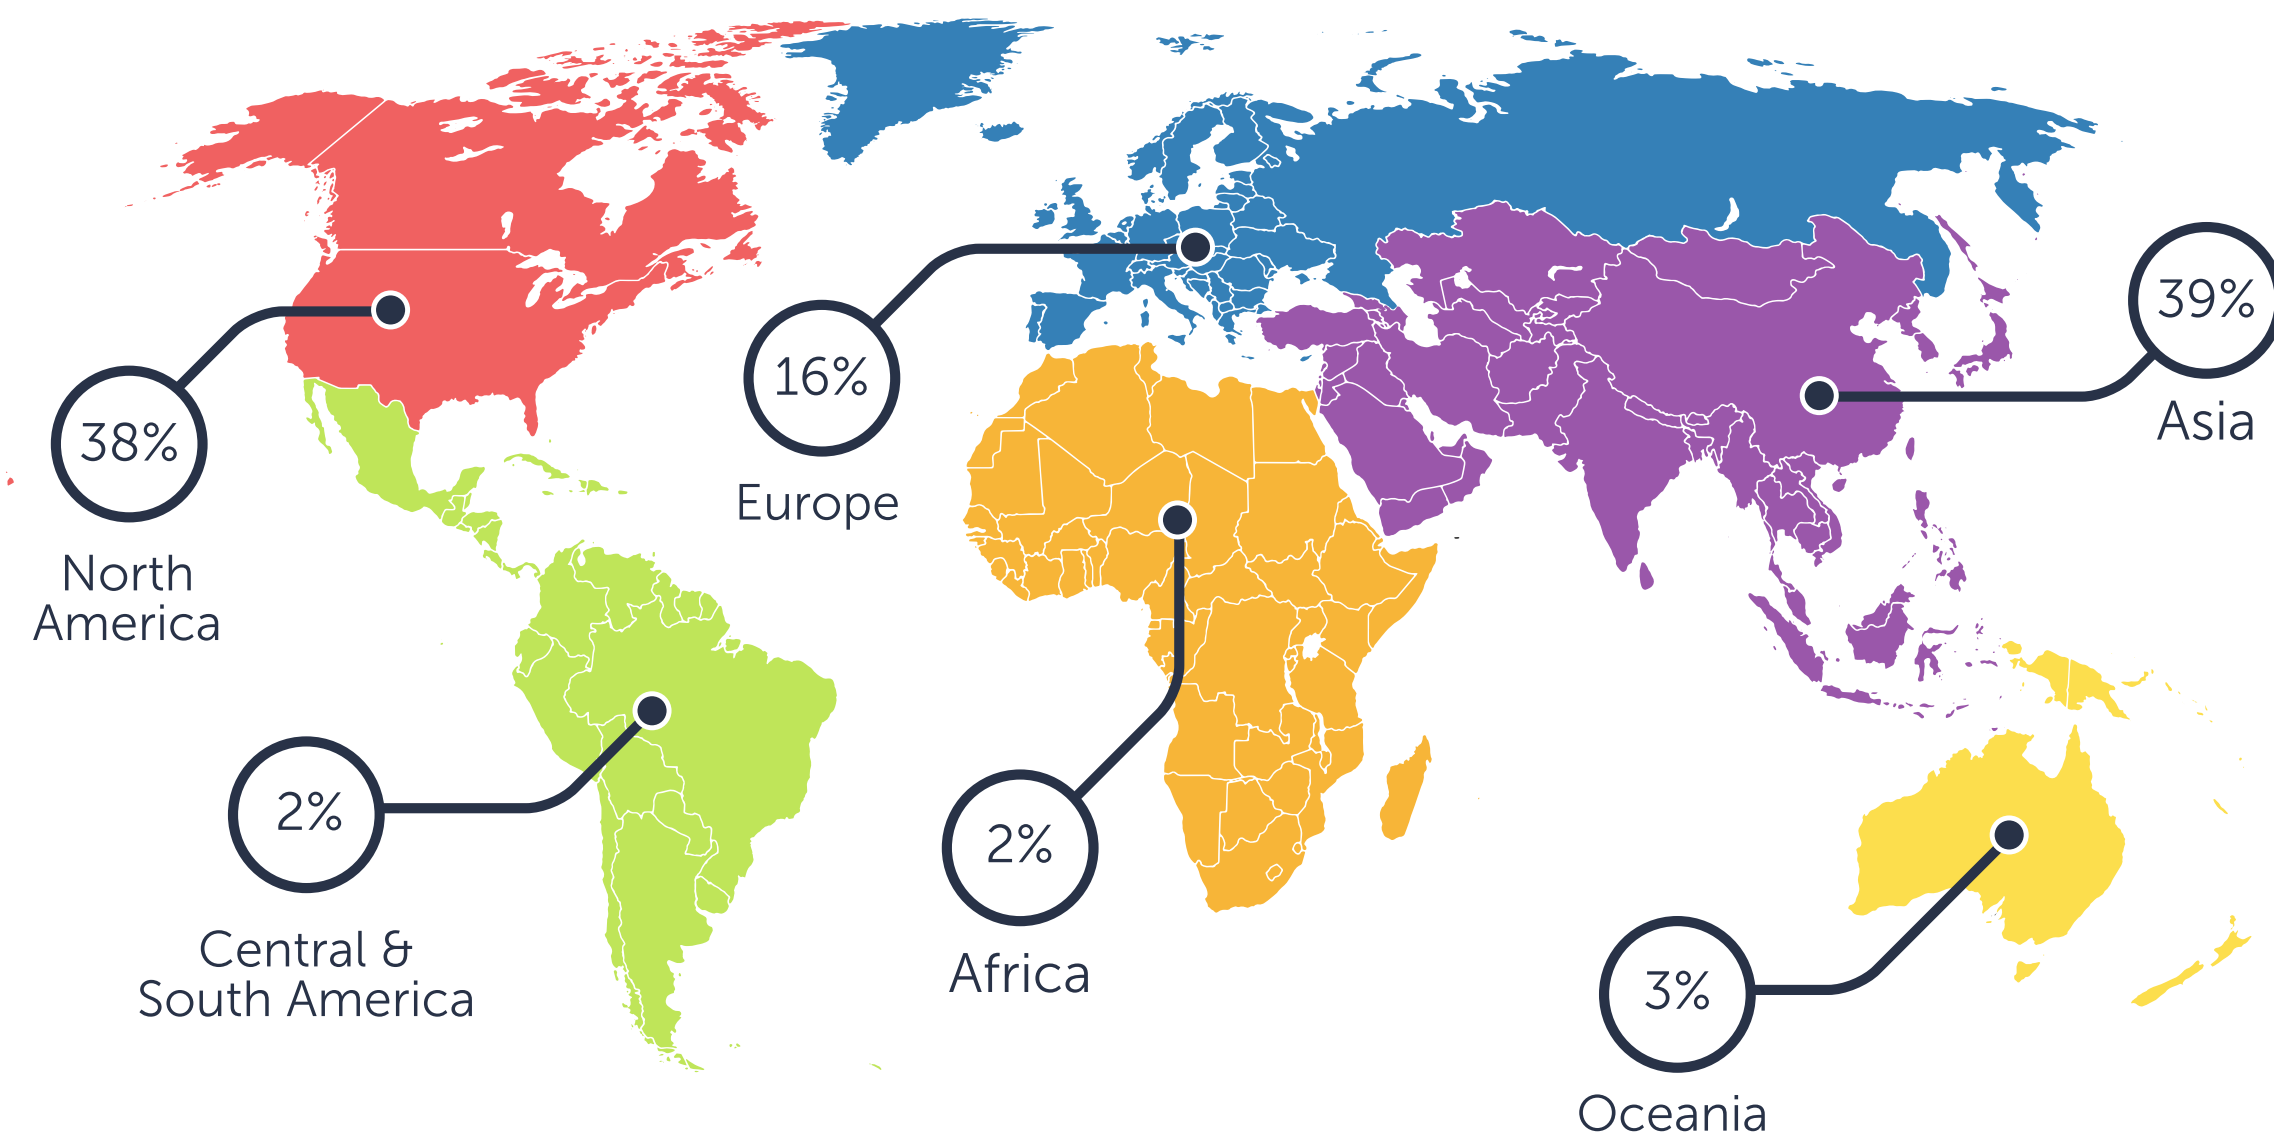 38%
North
America
16%
Europe
39%
Asia
2%
Central &
South America
2%
Africa
3%
Oceania